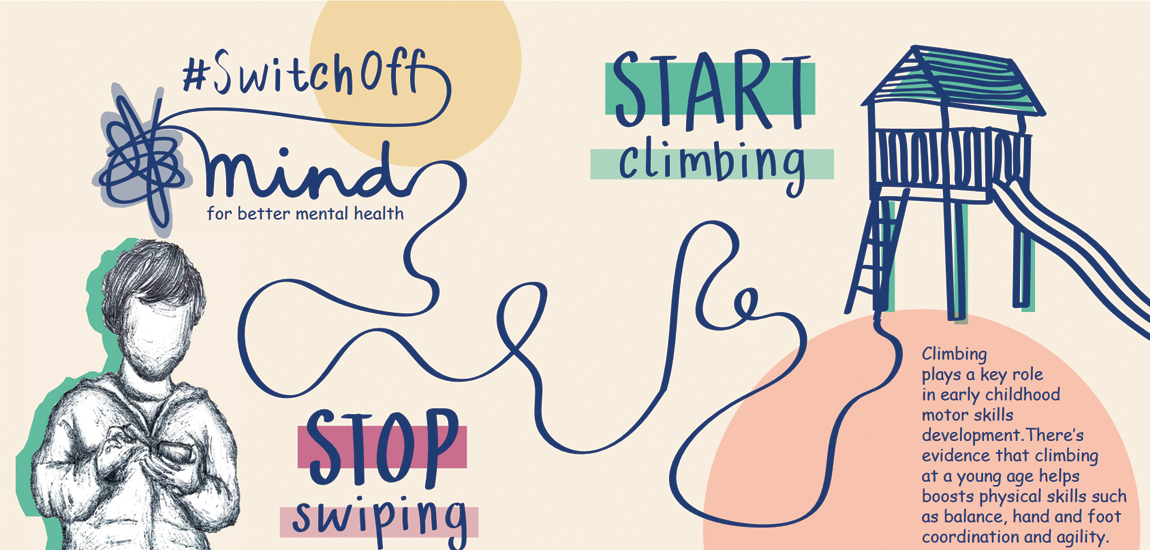 #SwitchOff
mind
for better mental health
START
climbing
STOP
swiping
Climbing
plays a key role
in early childhood
motor skills
development.There's
evidence that climbing
at a young age helps
boosts physical skills such
as balance, hand and foot
coordination and agility.